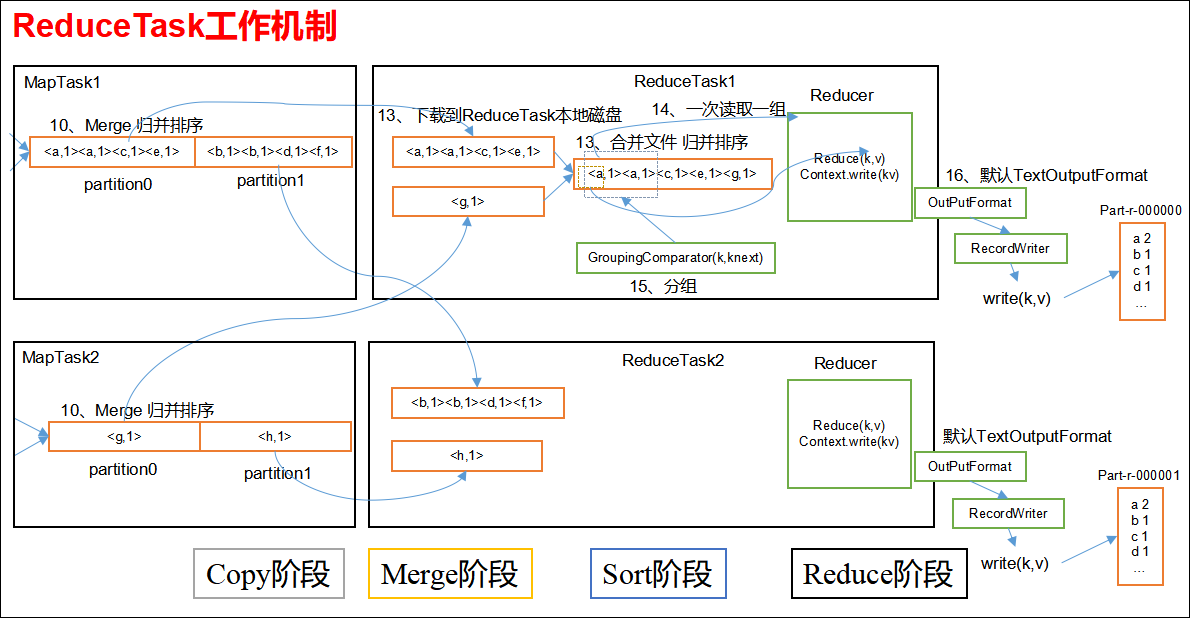 ReduceTask工作机制
MapTask1
10、Merge 归并排序
<a,1><a,1><c,1><e,1>
<b,1><b,1><d,1><f,1>
partition0
partition1
ReduceTask1
13、下载到ReduceTask本地磁盘
14、一次读取一组
Reducer
<a,1><a,1><c,1><e,1>
13、合并文件 归并排序
<a,1><a,1><c,1><e,1><g,1>
<g,1>
Reduce(k,v)
Context.write(kv)
GroupingComparator(k,knext)
15、分组
16、默认TextOutputFormat
OutPutFormat
RecordWriter
write(k,v)
Part-r-000000
a 2
b 1
c 1
d 1
...
MapTask2
10、Merge 归并排序
<g,1>
<h,1>
partition0
partition1
ReduceTask2
Reducer
<b,1><b,1><d,1><f,1>
<h,1>
Reduce(k,v)
Context.write(kv)
默认TextOutputFormat
OutPutFormat
RecordWriter
write(k,v)
Part-r-000001
a 2
b 1
c 1
d 1
...
Copy阶段
Merge阶段
Sort阶段
Reduce阶段